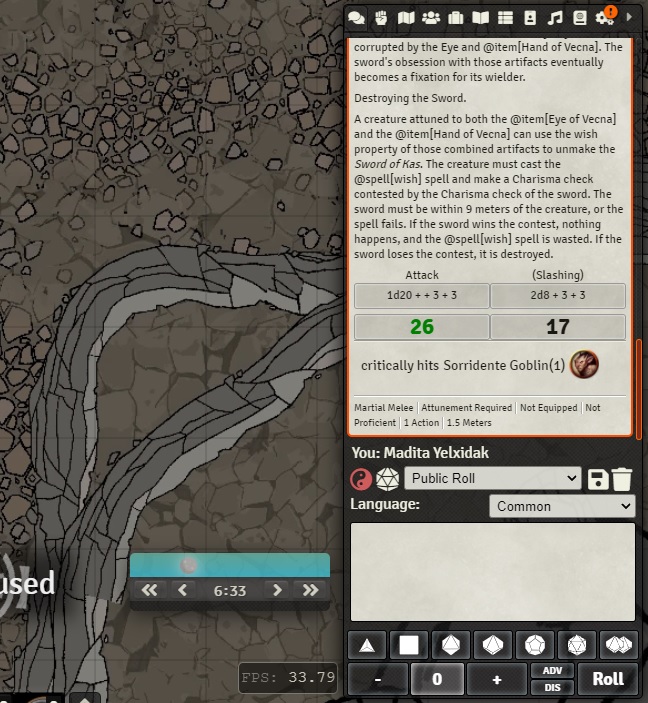 corrupted by the Eye and @item[Hand of Vecna]. The
sword's obsession with those artifacts eventually
becomes a fixation for its wielder.
Destroying the Sword.
A creature attuned to both the @item[Eye of Vecna]
and the @item[Hand of Vecna] can use the wish
property of those combined artifacts to unmake the
Sword of Kas. The creature must cast the
@spell[wish] spell and make a Charisma check
contested by the Charisma check of the sword. The
sword must be within 9 meters of the creature, or the
spell fails. If the sword wins the contest, nothing
happens, and the @spell[wish] spell is wasted. If the
sword loses the contest, it is destroyed.
Attack (Slashing)
1d20 + + 3 + 3 2d8 + 3 + 3
26 17
critically hits Sorridente Goblin(1)
Martial Melee Attunement Required Not Equipped Not
Proficient 1 Action 1.5 Meters
You: Madita Yelxidak
Public Roll
Language: Common
used
6:33
FPS: 33.79
- 0 + ADV DIS Roll